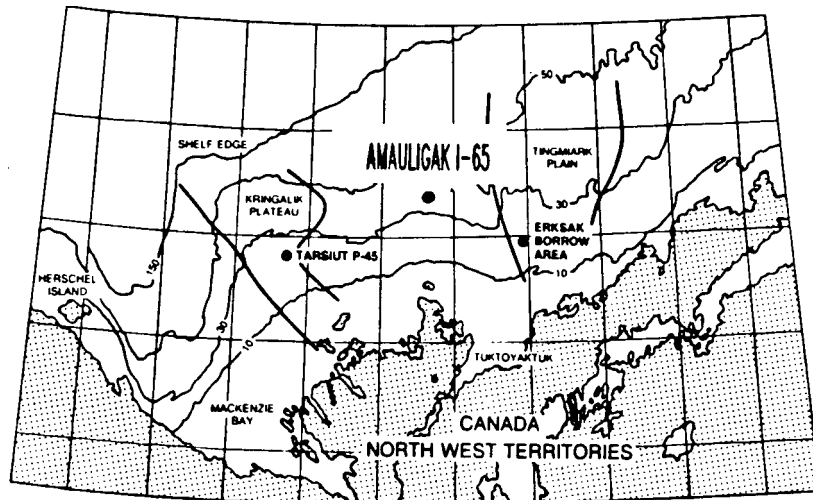 50
SHELF EDGE
AMAULIGAK I-65
TINGMIARK
PLAIN
KRINGALIK
PLATEAU
30
ERKSAK
BORROW
AREA
TARSIUT P-45
10
150
HERSCHEL
ISLAND
30
10
TUKTOYAKTUK
MACKENZIE
BAY
CANADA
NORTH WEST TERRITORIES